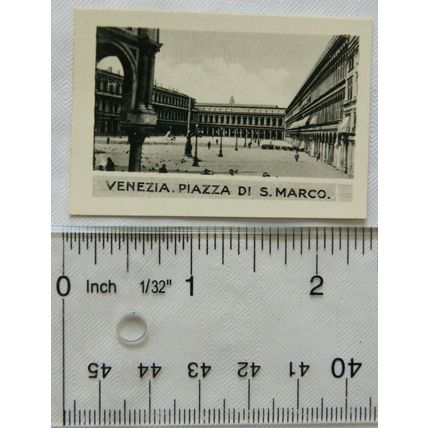 VENEZIA. PIAZZA DI S. MARCO.
0 Inch 1/32" 1 2
45 44 43 42 41 40